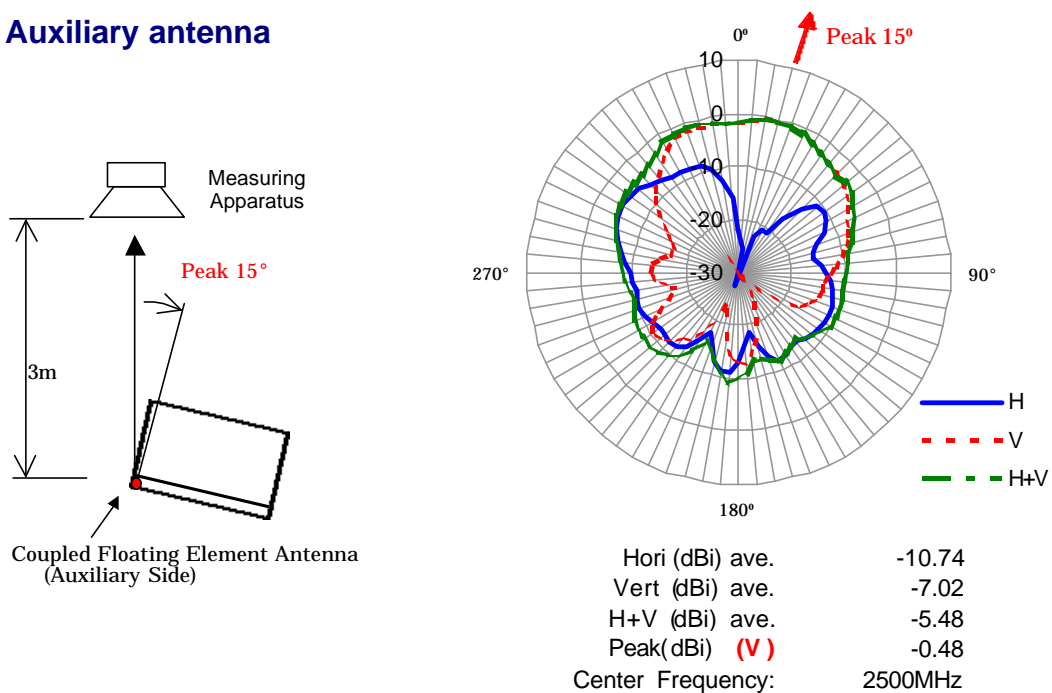 Auxiliary antenna
Measuring
Apparatus
Peak 15°
3m
Coupled Floating Element Antenna
(Auxiliary Side)
Peak 15º
0º
10
0
-10
-20
-30
270°
90°
180º
H
V
H+V
Hori (dBi) ave. -10.74
Vert (dBi) ave. -7.02
H+V (dBi) ave. -5.48
Peak(dBi) (V ) -0.48
Center Frequency: 2500MHz